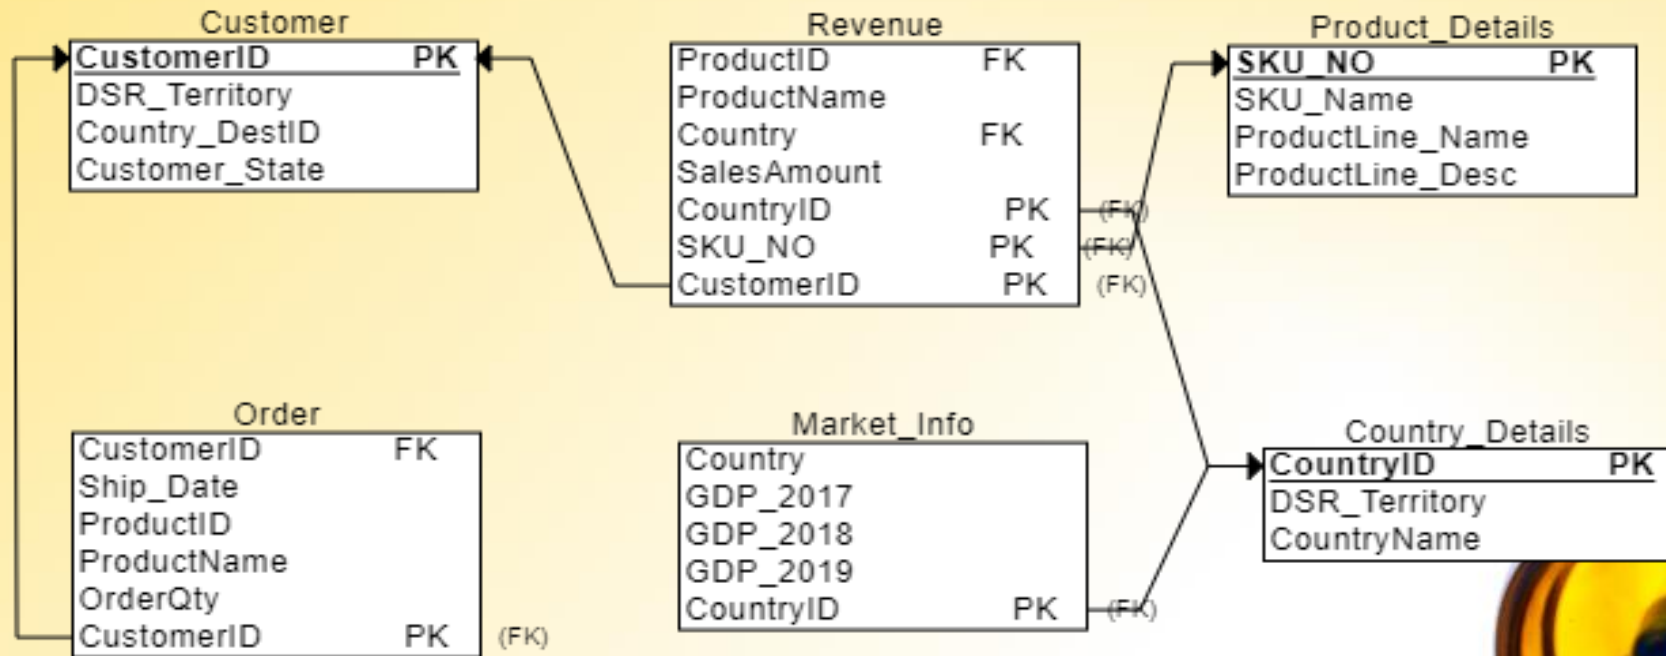 Customer
CustomerID PK
DSR_Territory
Country_DestID
Customer_State
Revenue
ProductID FK
ProductName
Country FK
SalesAmount
CountryID PK (FK)
SKU_NO PK (FK)
CustomerID PK (FK)
Product_Details
SKU_NO PK
SKU_Name
ProductLine_Name
ProductLine_Desc
Order
CustomerID FK
Ship_Date
ProductID
ProductName
OrderQty
CustomerID PK (FK)
Market_Info
Country
GDP_2017
GDP_2018
GDP_2019
CountryID PK (FK)
Country_Details
CountryID PK
DSR_Territory
CountryName